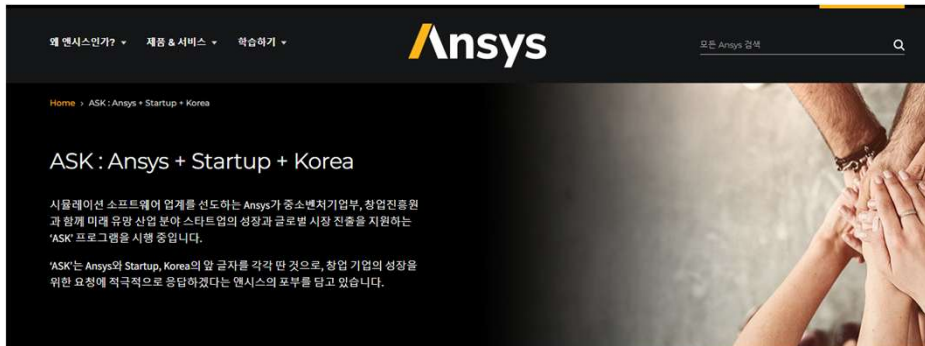 왜 앤시스인가?
제품 & 서비스
학습하기
Ansys
모든 Ansys 검색
Home › ASK : Ansys + Startup + Korea
ASK : Ansys + Startup + Korea
시뮬레이션 소프트웨어 업계를 선도하는 Ansys가 중소벤처기업부, 창업진흥원
과 함께 미래 유망 산업 분야 스타트업의 성장과 글로벌 시장 진출을 지원하는
‘ASK’ 프로그램을 시행 중입니다.
‘ASK’는 Ansys와 Startup, Korea의 앞 글자를 각각 딴 것으로, 창업 기업의 성장을
위한 요청에 적극적으로 응답하겠다는 앤시스의 포부를 담고 있습니다.